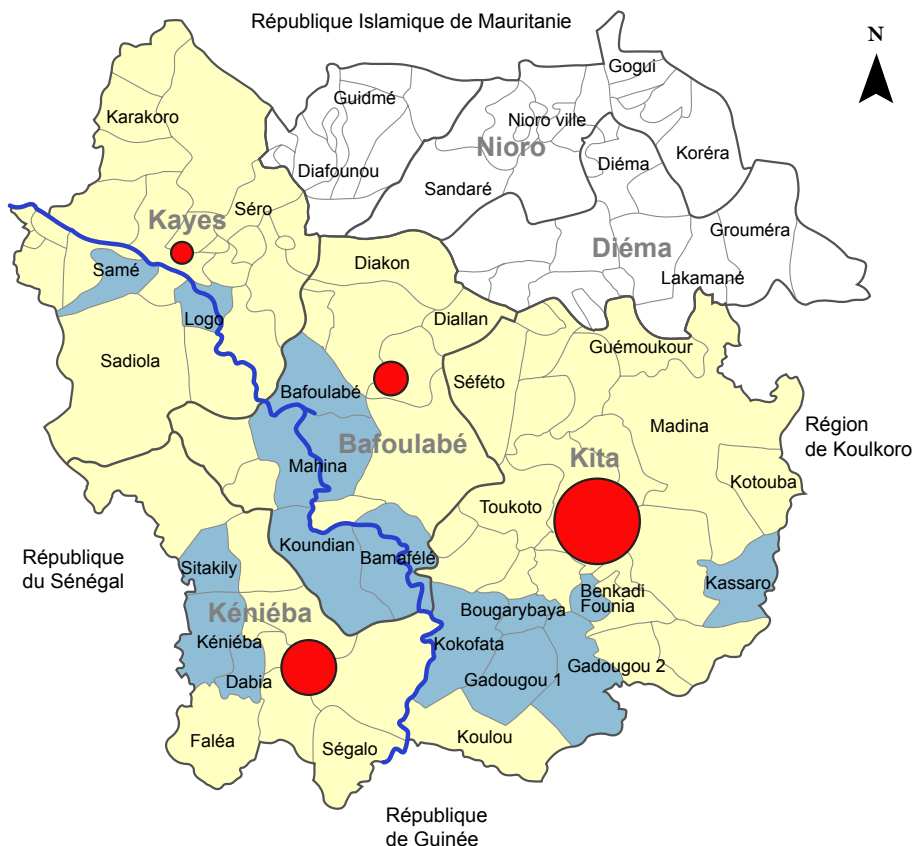 République Islamique de Mauritanie
N
Gogui
Guidmé
Karakoro
Nioro ville
Nioro
Koréra
Diéma
Diafounou
Sandaré
Séro
Kayes
Grouméra
Diéma
Diakon
Samé
Lakamané
Logo
Diallan
Guémoukour
Sadiola
Séféto
Bafoulabé
Madina
Région
de Koulkoro
Bafoulabé
Kita
Mahina
Kotouba
Toukoto
Koundian
Bamafélé
République
du Sénégal
Sitakily
Kassaro
Benkadi
Founia
Kéniéba
Bougarybaya
Kéniéba
Kokofata
Gadougou 2
Dabia
Gadougou 1
Faléa
Ségalo
Koulou
République
de Guinée